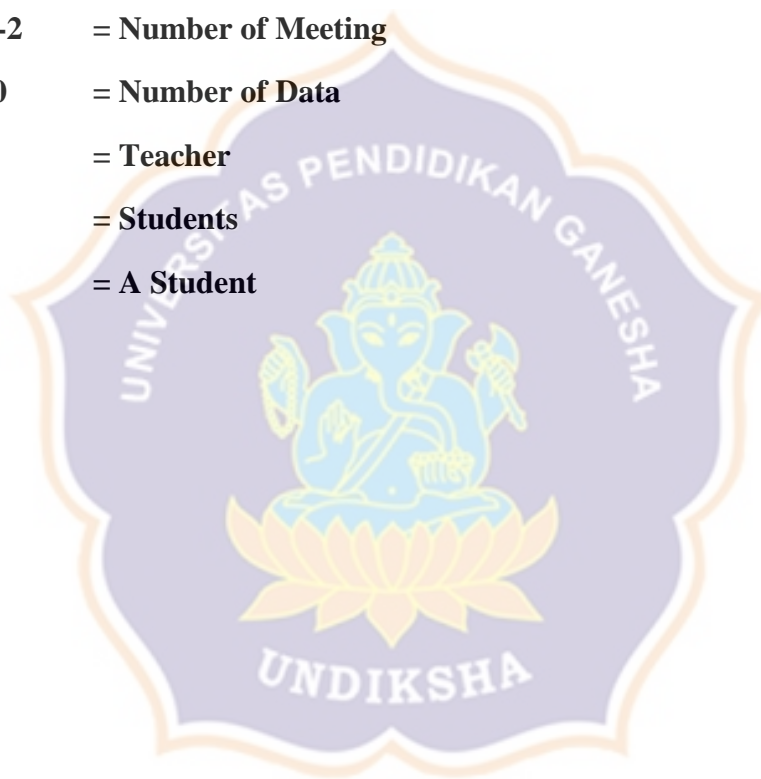 -2 = Number of Meeting
0 = Number of Data
= Teacher
= Students
= A Student
UNIVERSITAS PENDIDIKAN GANESHA
UNDIKSHA